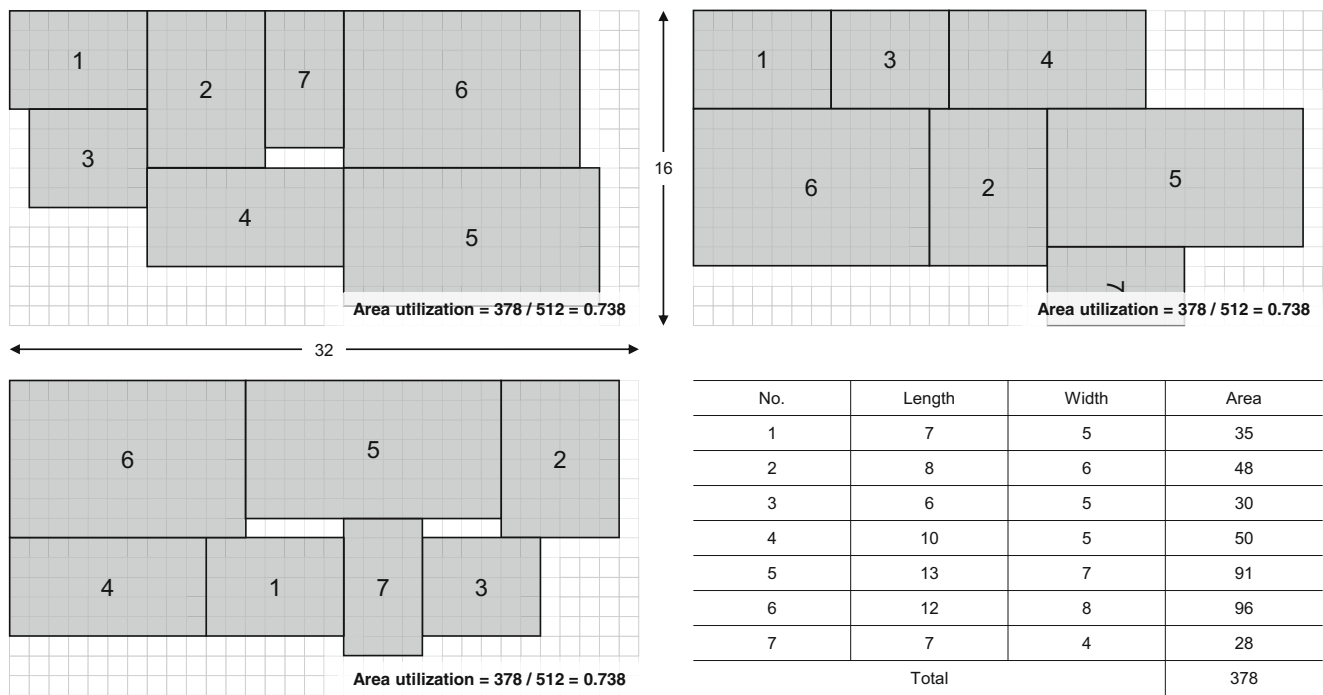 1
2
7
6
3
4
5
Area utilization = 378 / 512 = 0.738
16
32
1
3
4
6
2
5
7
Area utilization = 378 / 512 = 0.738
6
5
2
4
1
7
3
Area utilization = 378 / 512 = 0.738
No. Length Width Area
1 7 5 35
2 8 6 48
3 6 5 30
4 10 5 50
5 13 7 91
6 12 8 96
7 7 4 28
Total 378